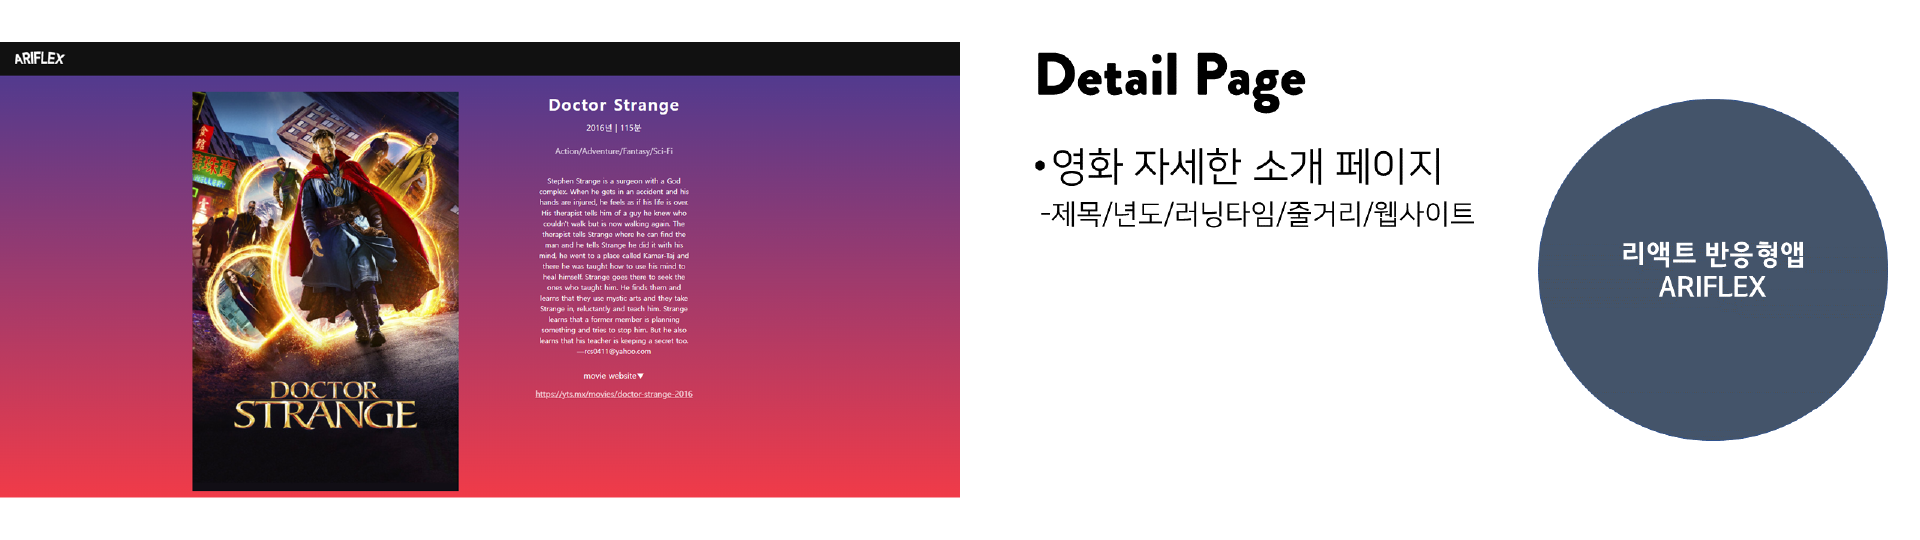 ARIFLEX
Doctor Strange
2016년 | 115분
Action/Adventure/Fantasy/Sci-Fi
Stephen Strange is a surgeon with a God
complex. When he gets in an accident and his
hands are injured, he feels as if his life is over.
His therapist tells him of a guy he knew who
couldn't walk but is now walking again. The
therapist tells Strange where he can find the
man and he tells Strange he did it with his
mind, he went to a place called Kamar-Taj and
there he was taught how to use his mind to
heal himself. Strange goes there to seek the
ones who taught him. He finds them and
learns that they use mystic arts and they take
Strange in, reluctantly and teach him. Strange
learns that a former member is planning
something and tries to stop him. But he also
learns that his teacher is keeping a secret too.
—rcs0411@yahoo.com
movie website▼
https://yts.mx/movies/doctor-strange-2016
DOCTOR
STRANGE
Detail Page
•영화 자세한 소개 페이지
-제목/년도/러닝타임/줄거리/웹사이트
리액트 반응형앱
ARIFLEX